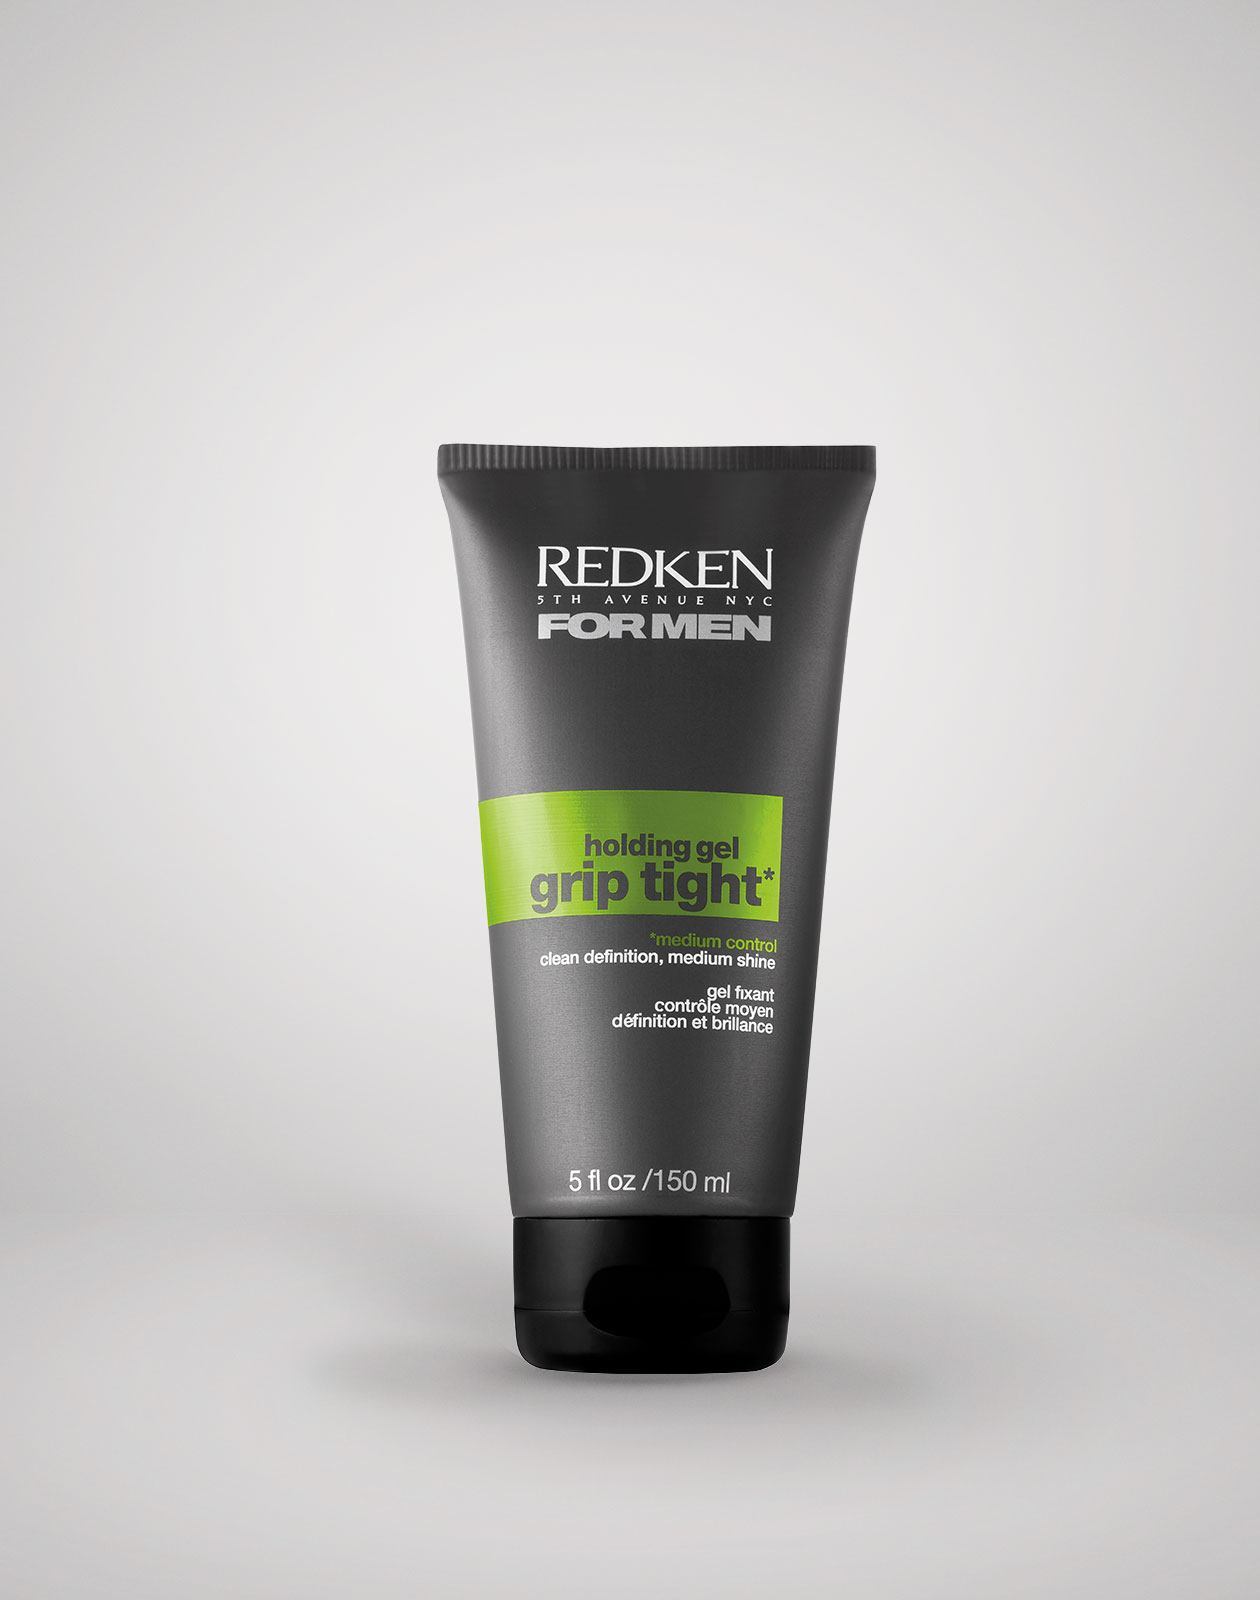 REDKEN
5TH AVENUE NYC
FOR MEN
holding gel
grip tight*
*medium control
clean definition, medium shine
gel fixant
contrôle moyen
définition et brillance
5 fl oz /150 ml